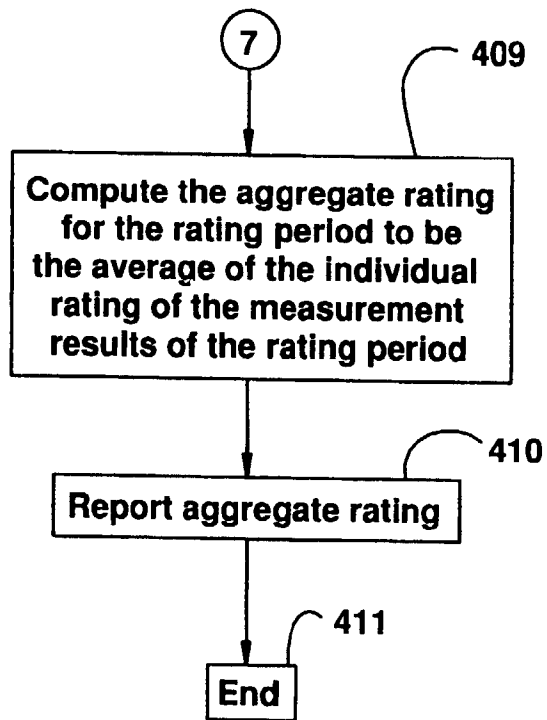 7
409
Compute the aggregate rating
for the rating period to be
the average of the individual
rating of the measurement
results of the rating period
410
Report aggregate rating
411
End